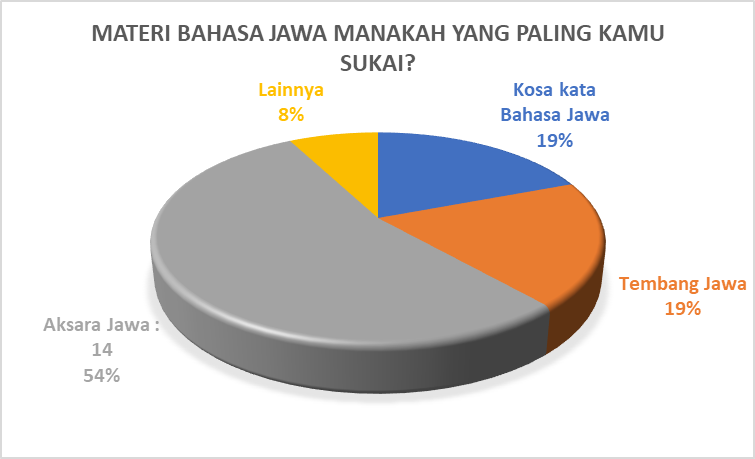 MATERI BAHASA JAWA MANAKAH YANG PALING KAMU
SUKAI?
Lainnya
8%
Kosa kata
Bahasa Jawa
19%
Tembang Jawa
19%
Aksara Jawa :
14
54%